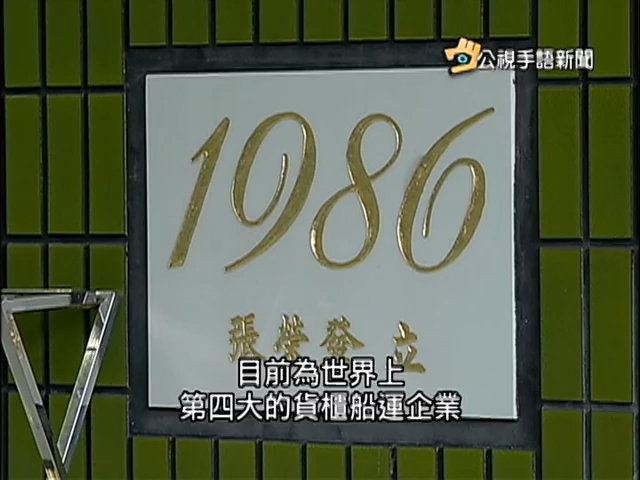 公視手語新聞
1986
張榮發 立
目前為世界上
第四大的貨櫃船運企業